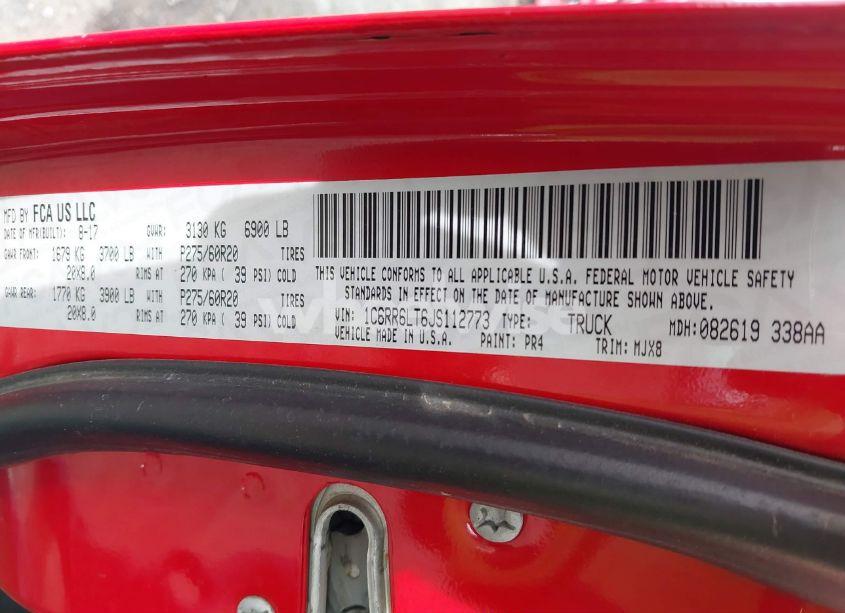 MFD BY FCA US LLC
DATE OF MFR(BUILT): 8-17 GVWR: 3130 KG 6900 LB
GAWR FRONT: 1679 KG 3700 LB WITH P275/60R20 TIRES
20X8.0 RIMS AT 270 KPA ( 39 PSI) COLD
GAWR REAR: 1770 KG 3900 LB WITH P275/60R20 TIRES
20X8.0 RIMS AT 270 KPA ( 39 PSI) COLD
THIS VEHICLE CONFORMS TO ALL APPLICABLE U.S.A. FEDERAL MOTOR VEHICLE SAFETY
STANDARDS IN EFFECT ON THE DATE OF MANUFACTURE SHOWN ABOVE.
VIN: 1C6RR6LT6JS112773 TYPE: TRUCK MDH: 082619 338AA
VEHICLE MADE IN U.S.A. PAINT: PR4 TRIM: MJX8